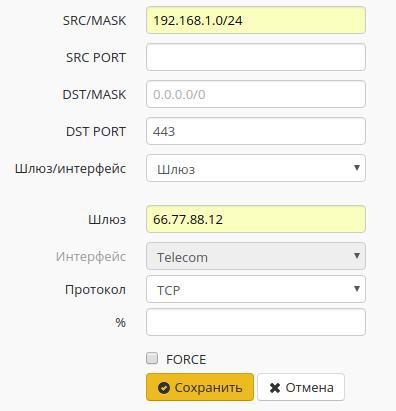 SRC/MASK 192.168.1.0/24
SRC PORT
DST/MASK 0.0.0.0/0
DST PORT 443
Шлюз/интерфейс Шлюз
Шлюз 66.77.88.12
Интерфейс Telecom
Протокол TCP
%
FORCE
Сохранить Отмена